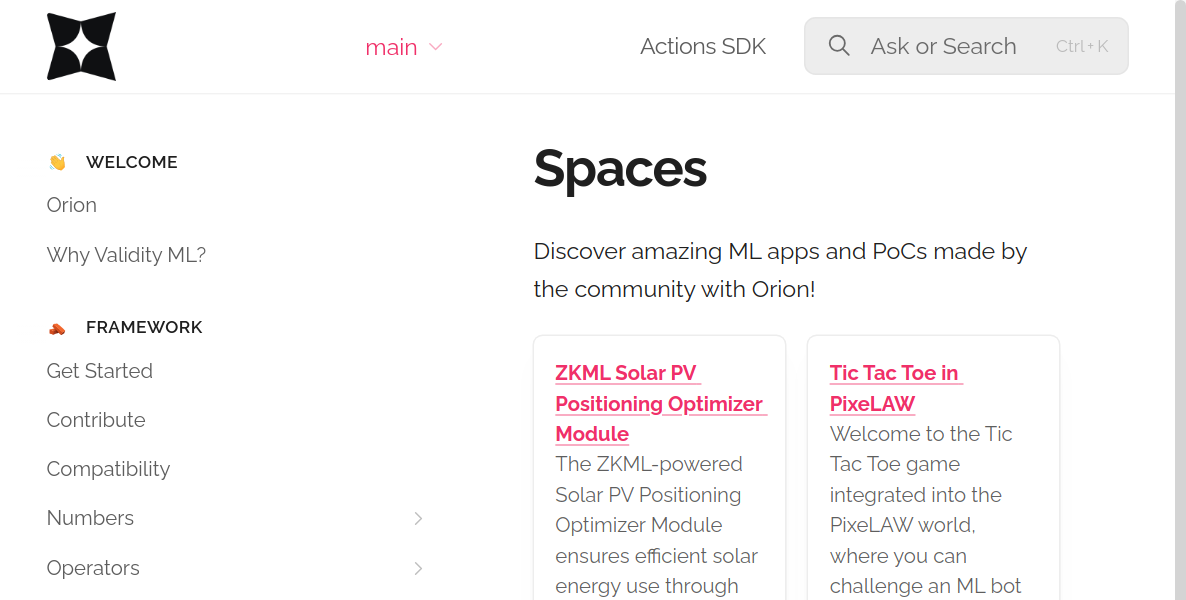 main
Actions SDK
Ask or Search
Ctrl + K
WELCOME
Orion
Why Validity ML?
FRAMEWORK
Get Started
Contribute
Compatibility
Numbers
Operators
Spaces
Discover amazing ML apps and PoCs made by
the community with Orion!
ZKML Solar PV
Positioning Optimizer
Module
The ZKML-powered
Solar PV Positioning
Optimizer Module
ensures efficient solar
energy use through
Tic Tac Toe in
PixeLAW
Welcome to the Tic
Tac Toe game
integrated into the
PixeLAW world,
where you can
challenge an ML bot